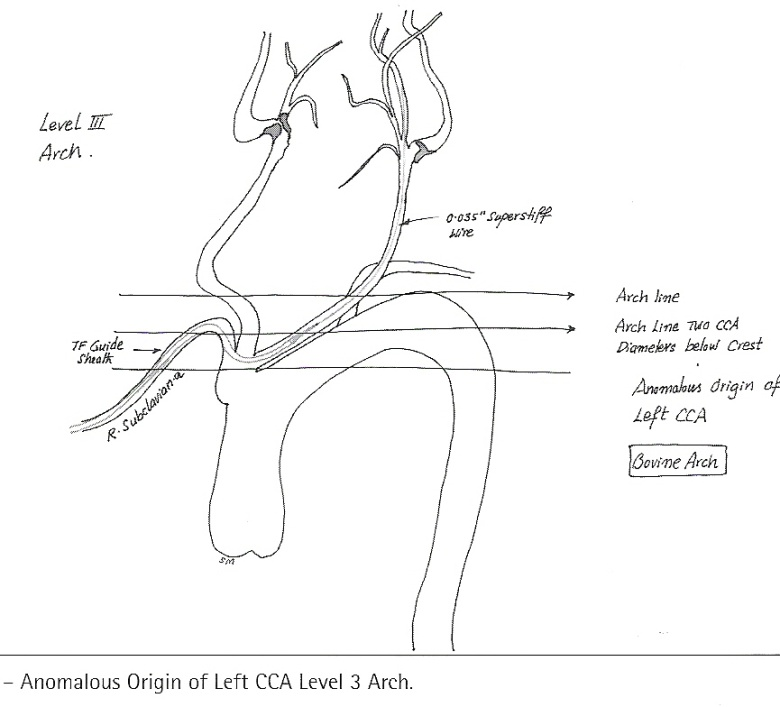 Level III
Arch.
0.035" Superstiff
Wire
Arch line
Arch Line Two CCA
Diameters below Crest
TF Guide
Sheath
R. Subclavian a
Anomalous Origin of
Left CCA
Bovine Arch
SM
– Anomalous Origin of Left CCA Level 3 Arch.